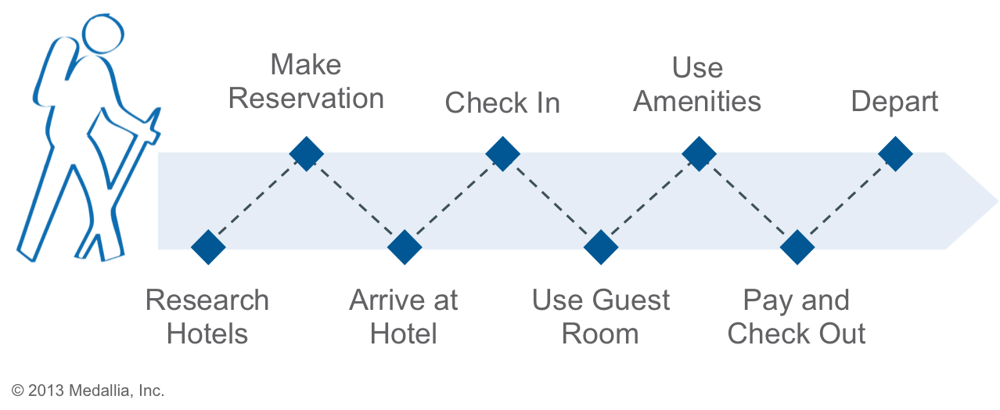 Make
Reservation
Check In
Use
Amenities
Depart
Research
Hotels
Arrive at
Hotel
Use Guest
Room
Pay and
Check Out
© 2013 Medallia, Inc.